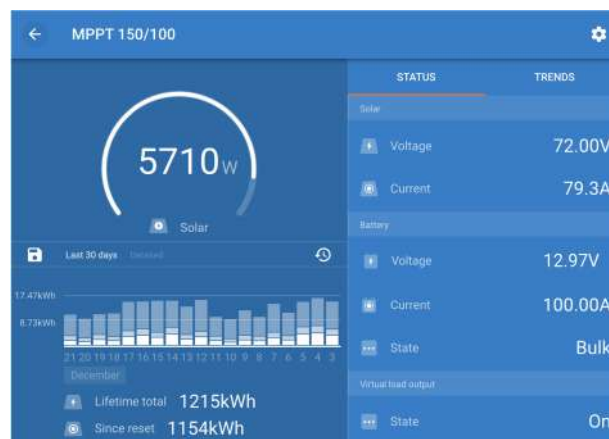 MPPT 150/100
5710W
Solar
Last 30 days Detailed
17.47kWh
8.73kWh
21 20 19 18 17 16 15 14 13 12 11 10 9 8 7 6 5 4 3
December
Lifetime total 1215kWh
Since reset 1154kWh
STATUS TRENDS
Solar
Voltage 72.00V
Current 79.3A
Battery
Voltage 12.97V
Current 100.00A
State Bulk
Virtual load output
State On